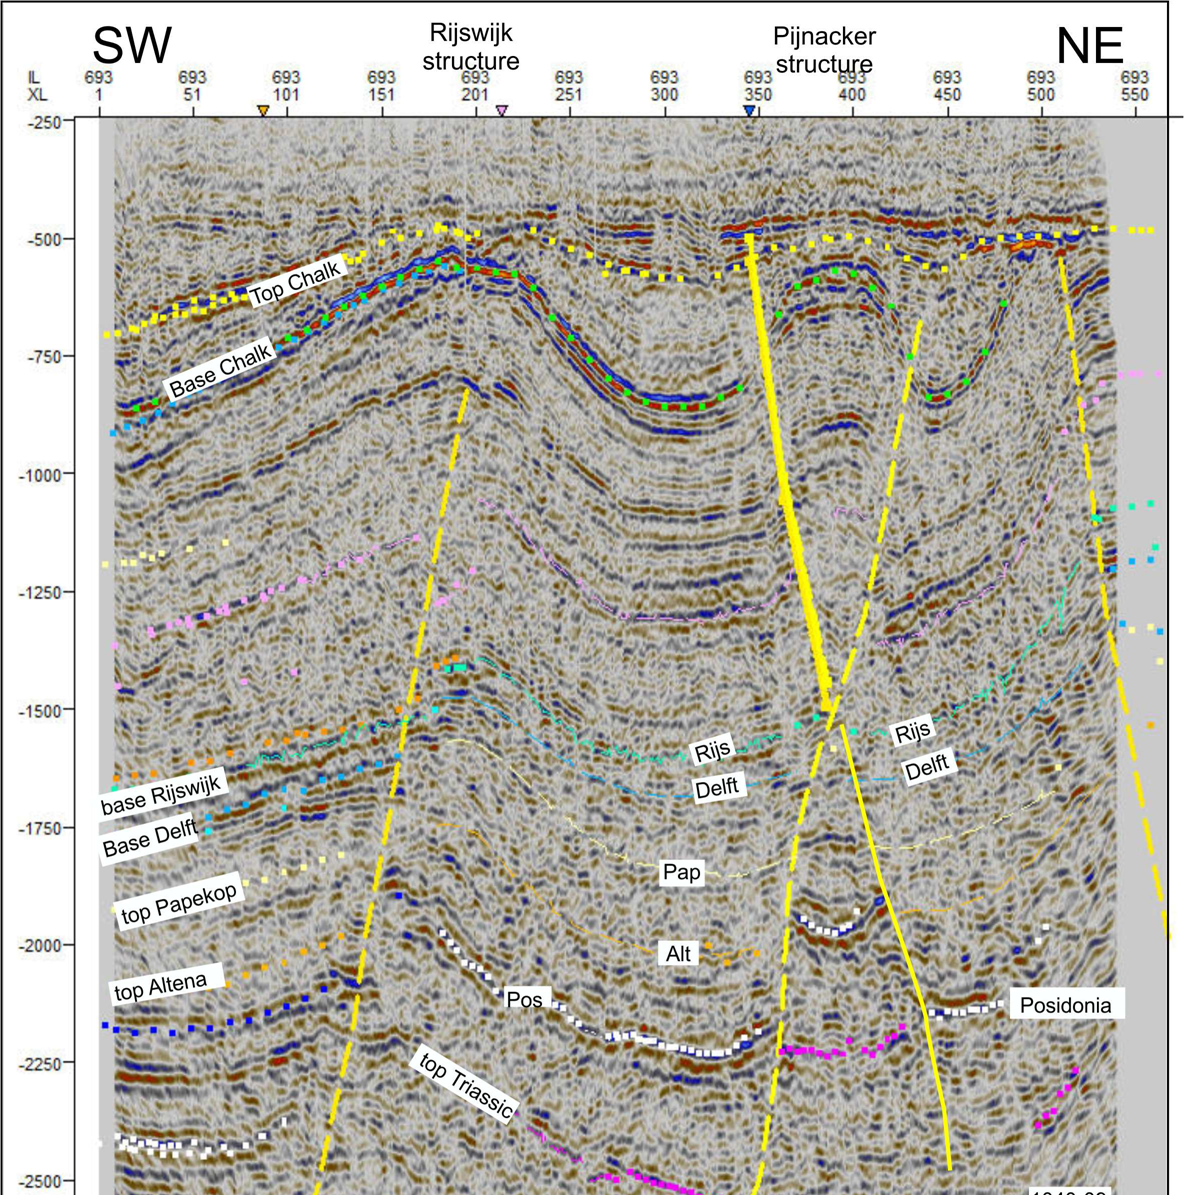 SW
Rijswijk
structure
Pijnacker
structure
NE
IL 693 693 693 693 693 693 693 693 693 693 693 693
XL 1 51 101 151 201 251 300 350 400 450 500 550
-250
-500
Top Chalk
-750
Base Chalk
-1000
-1250
-1500
Rijs
Rijs
Delft
Delft
base Rijswijk
-1750
Base Delft
Pap
top Papekop
-2000
Alt
top Altena
Pos
Posidonia
-2250
top Triassic
-2500